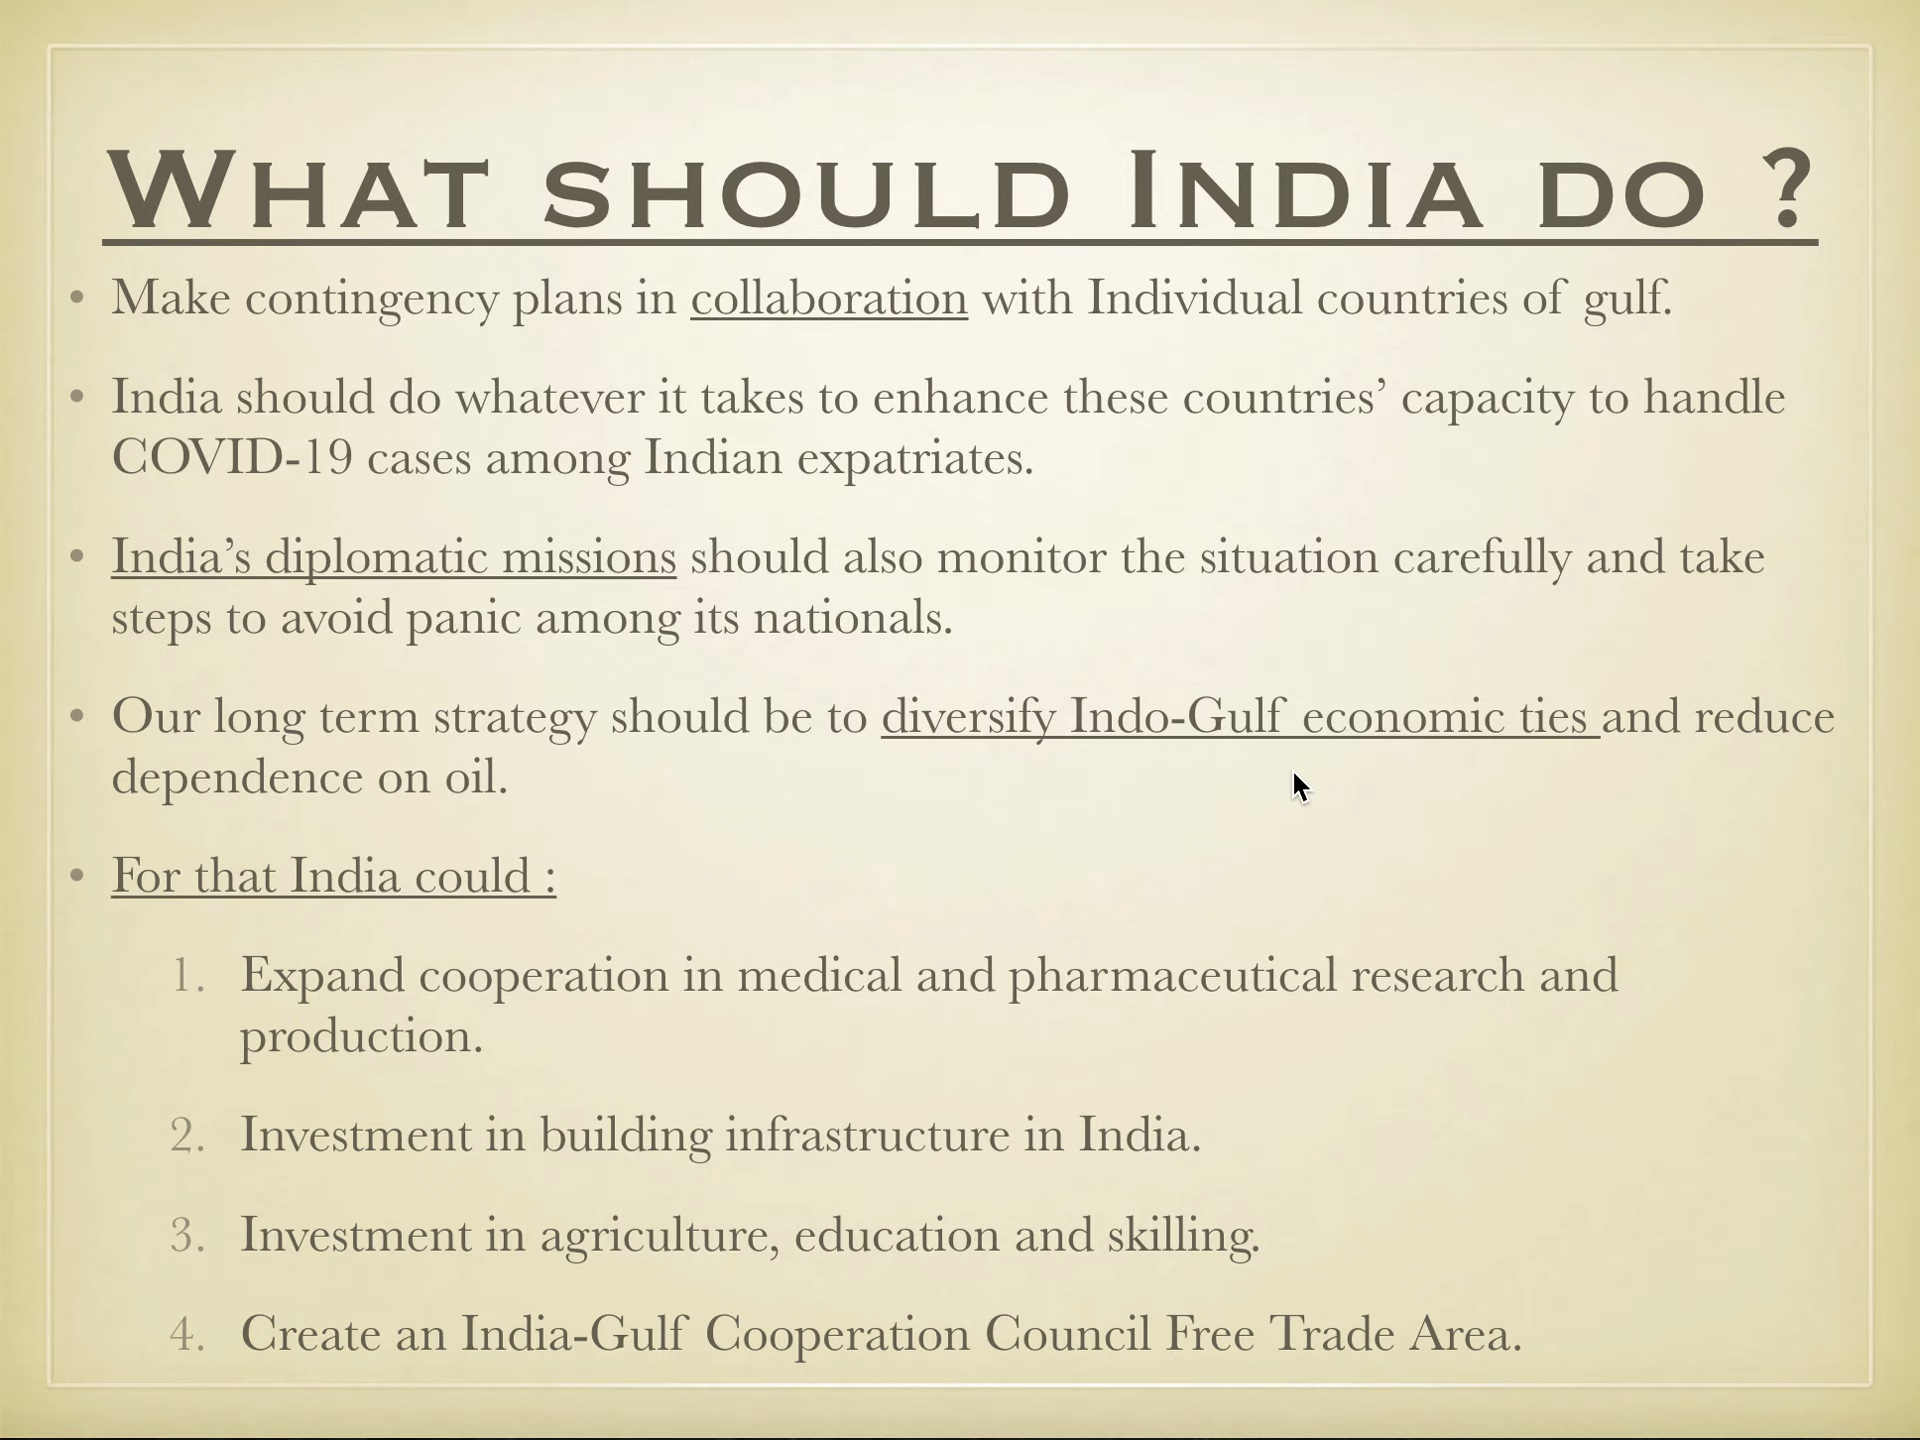 What should India do ?
• Make contingency plans in collaboration with Individual countries of gulf.
• India should do whatever it takes to enhance these countries’ capacity to handle
COVID-19 cases among Indian expatriates.
• India’s diplomatic missions should also monitor the situation carefully and take
steps to avoid panic among its nationals.
• Our long term strategy should be to diversify Indo-Gulf economic ties and reduce
dependence on oil.
• For that India could :
1. Expand cooperation in medical and pharmaceutical research and
production.
2. Investment in building infrastructure in India.
3. Investment in agriculture, education and skilling.
4. Create an India-Gulf Cooperation Council Free Trade Area.